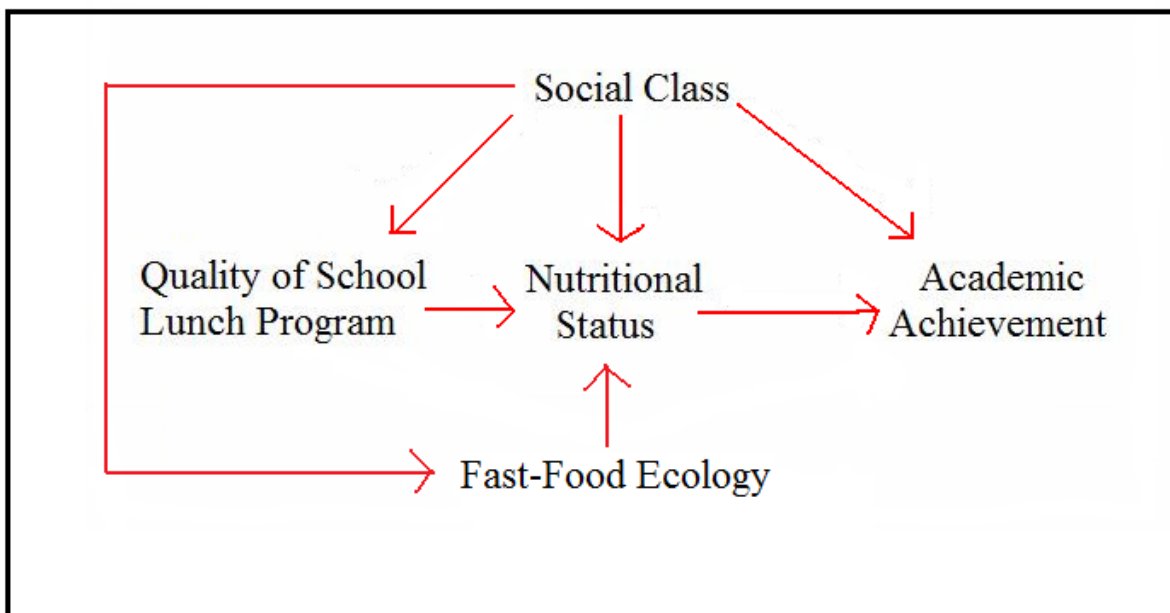 Social Class
Quality of School
Lunch Program
Nutritional
Status
Academic
Achievement
Fast-Food Ecology